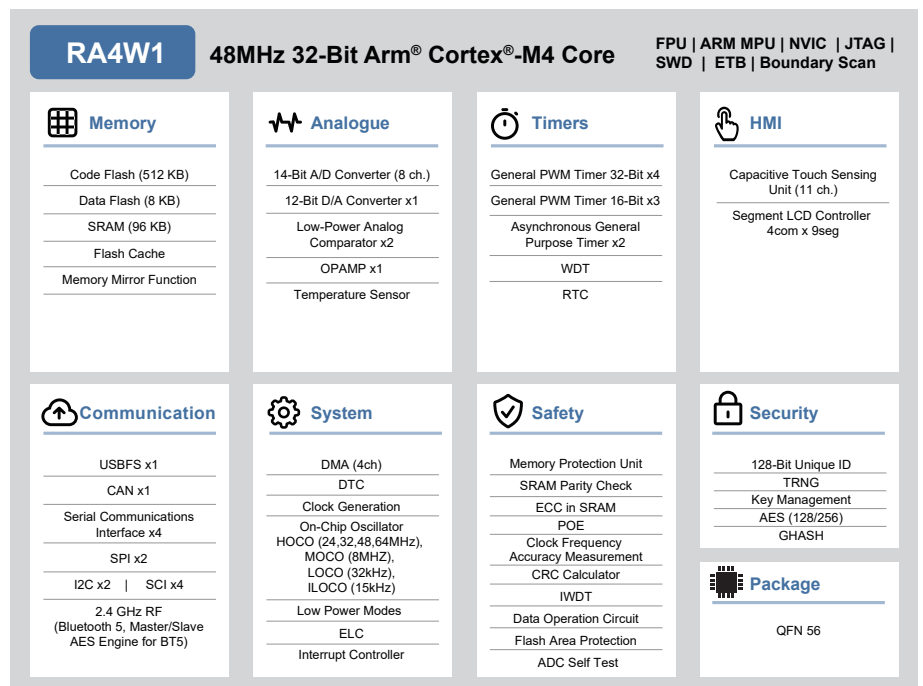 RA4W1
48MHz 32-Bit Arm® Cortex®-M4 Core
FPU | ARM MPU | NVIC | JTAG |
SWD | ETB | Boundary Scan
Memory
Code Flash (512 KB)
Data Flash (8 KB)
SRAM (96 KB)
Flash Cache
Memory Mirror Function
Analogue
14-Bit A/D Converter (8 ch.)
12-Bit D/A Converter x1
Low-Power Analog
Comparator x2
OPAMP x1
Temperature Sensor
Timers
General PWM Timer 32-Bit x4
General PWM Timer 16-Bit x3
Asynchronous General
Purpose Timer x2
WDT
RTC
HMI
Capacitive Touch Sensing
Unit (11 ch.)
Segment LCD Controller
4com x 9seg
Communication
USBFS x1
CAN x1
Serial Communications
Interface x4
SPI x2
I2C x2 | SCI x4
2.4 GHz RF
(Bluetooth 5, Master/Slave
AES Engine for BT5)
System
DMA (4ch)
DTC
Clock Generation
On-Chip Oscillator
HOCO (24,32,48,64MHz),
MOCO (8MHZ),
LOCO (32kHz),
ILOCO (15kHz)
Low Power Modes
ELC
Interrupt Controller
Safety
Memory Protection Unit
SRAM Parity Check
ECC in SRAM
POE
Clock Frequency
Accuracy Measurement
CRC Calculator
IWDT
Data Operation Circuit
Flash Area Protection
ADC Self Test
Security
128-Bit Unique ID
TRNG
Key Management
AES (128/256)
GHASH
Package
QFN 56